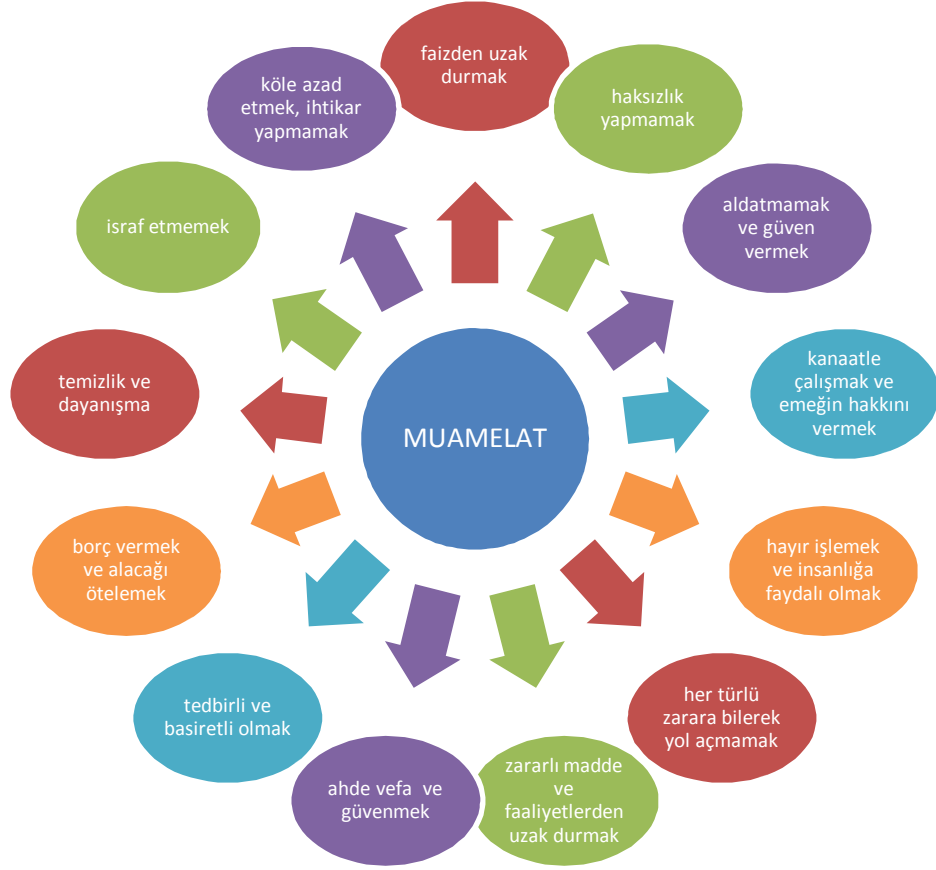 faizden uzak
durmak
haksızlık
yapmamak
aldatmamak
ve güven
vermek
kanaatle
çalışmak ve
emeğin hakkını
vermek
hayır işlemek
ve insanlığa
faydalı olmak
her türlü
zarara bilerek
yol açmamak
zararlı madde
ve
faaliyetlerden
uzak durmak
ahde vefa ve
güvenmek
tedbirli ve
basiretli olmak
borç vermek
ve alacağı
ötelemek
temizlik ve
dayanışma
israf etmemek
köle azad
etmek, ihtikar
yapmamak
MUAMELAT